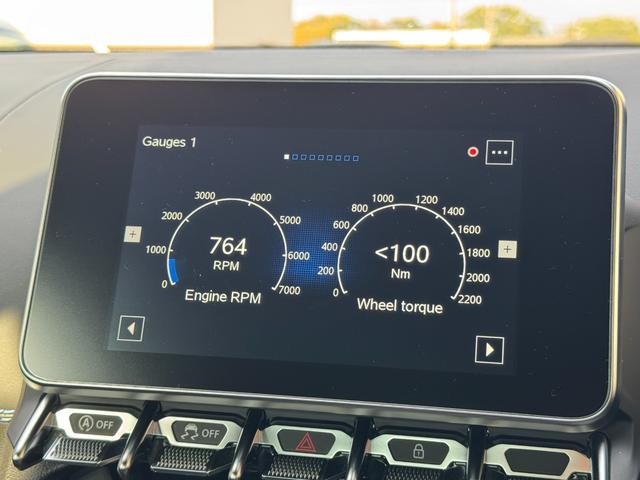 Gauges 1
3000 4000
2000 5000
1000 6000
0 7000
764
RPM
Engine RPM
1000 1200
800 1400
600 1600
400 1800
200 2000
0 2200
<100
Nm
Wheel torque
A OFF
OFF